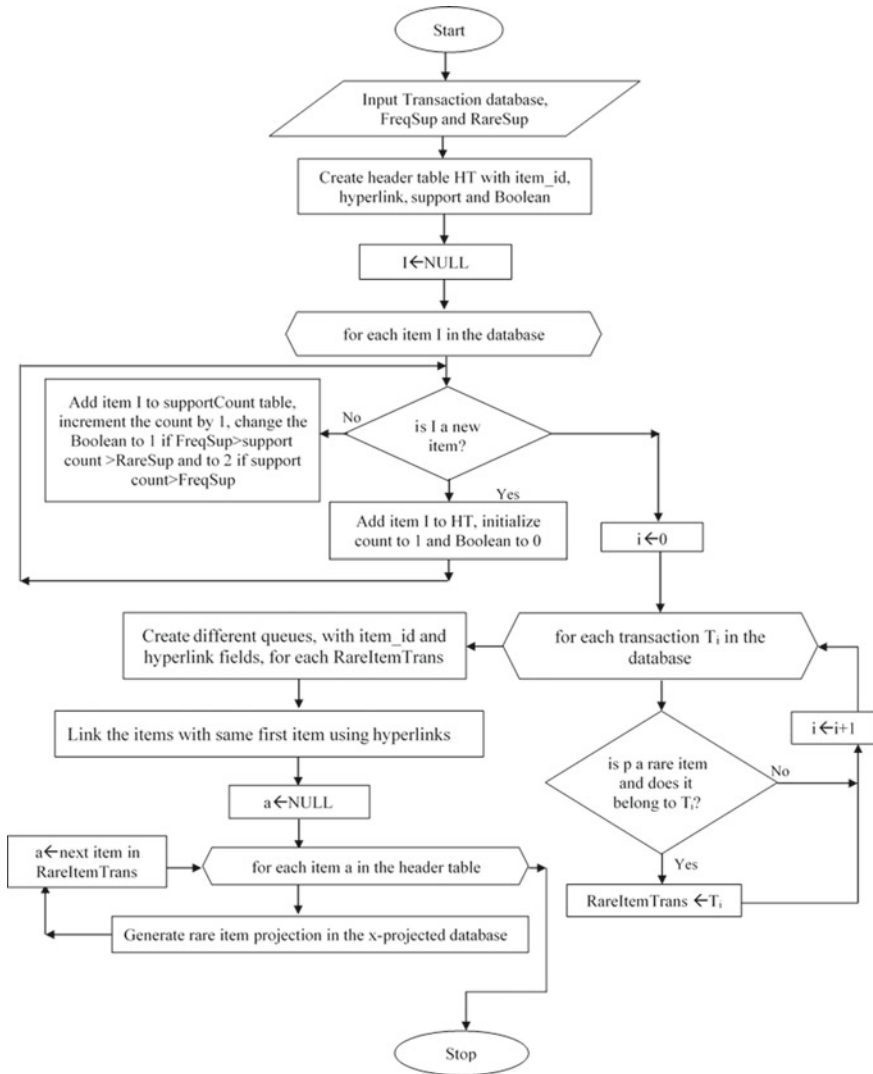 Start
Input Transaction database,
FreqSup and RareSup
Create header table HT with item_id,
hyperlink, support and Boolean
I←NULL
for each item I in the database
Add item I to supportCount table,
increment the count by 1, change the
Boolean to 1 if FreqSup>support
count >RareSup and to 2 if support
count>FreqSup
No
is I a new
item?
Yes
Add item I to HT, initialize
count to 1 and Boolean to 0
i←0
for each transaction Tᵢ in the
database
Create different queues, with item_id and
hyperlink fields, for each RareItemTrans
i←i+1
Link the items with same first item using hyperlinks
is p a rare item
and does it
belong to Tᵢ?
No
Yes
RareItemTrans ←Tᵢ
a←NULL
a←next item in
RareItemTrans
for each item a in the header table
Generate rare item projection in the x-projected database
Stop